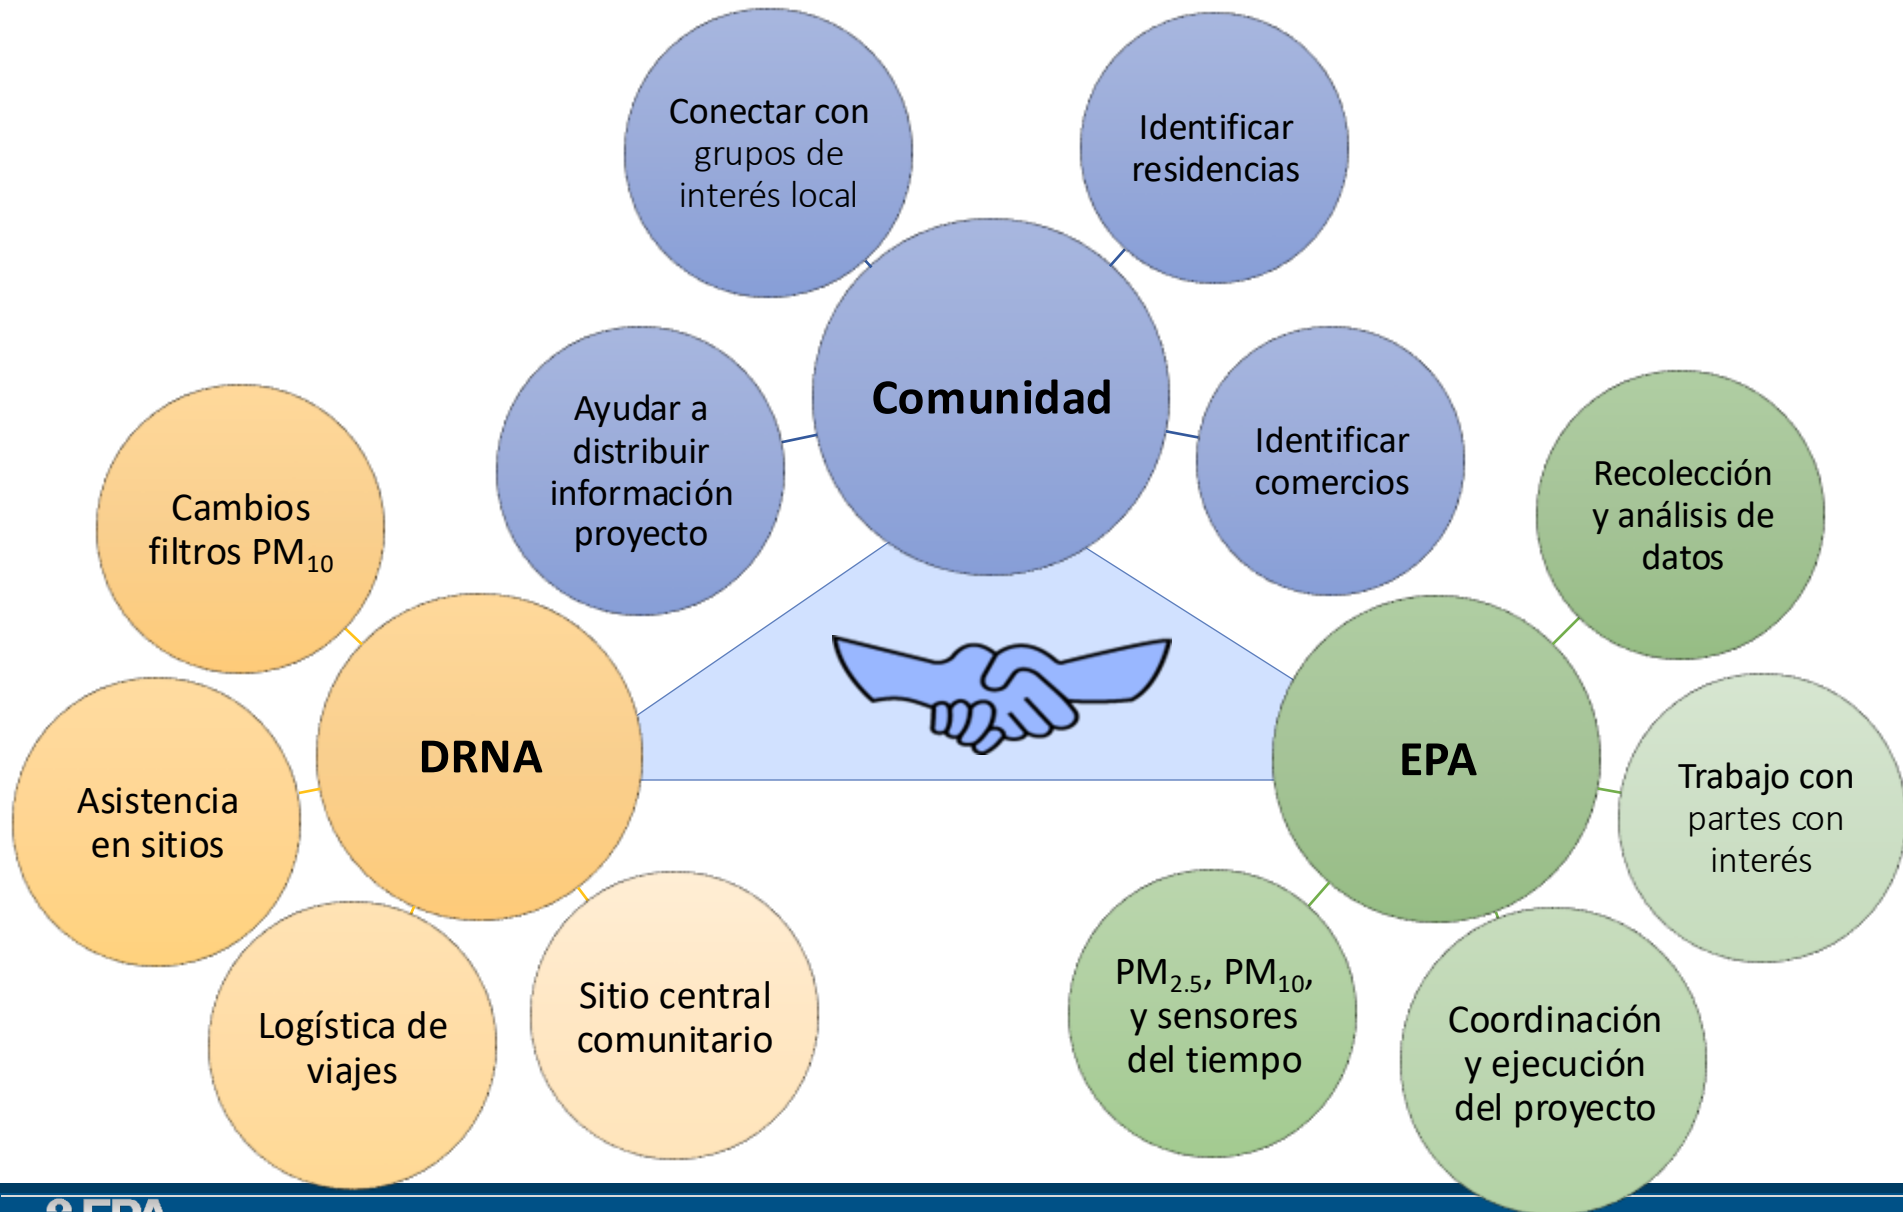 Conectar con
grupos de
interés local
Identificar
residencias
Comunidad
Ayudar a
distribuir
información
proyecto
Identificar
comercios
Cambios
filtros PM₁₀
DRNA
Asistencia
en sitios
Logística de
viajes
Sitio central
comunitario
Recolección
y análisis de
datos
EPA
Trabajo con
partes con
interés
PM₂.₅, PM₁₀,
y sensores
del tiempo
Coordinación
y ejecución
del proyecto
EPA